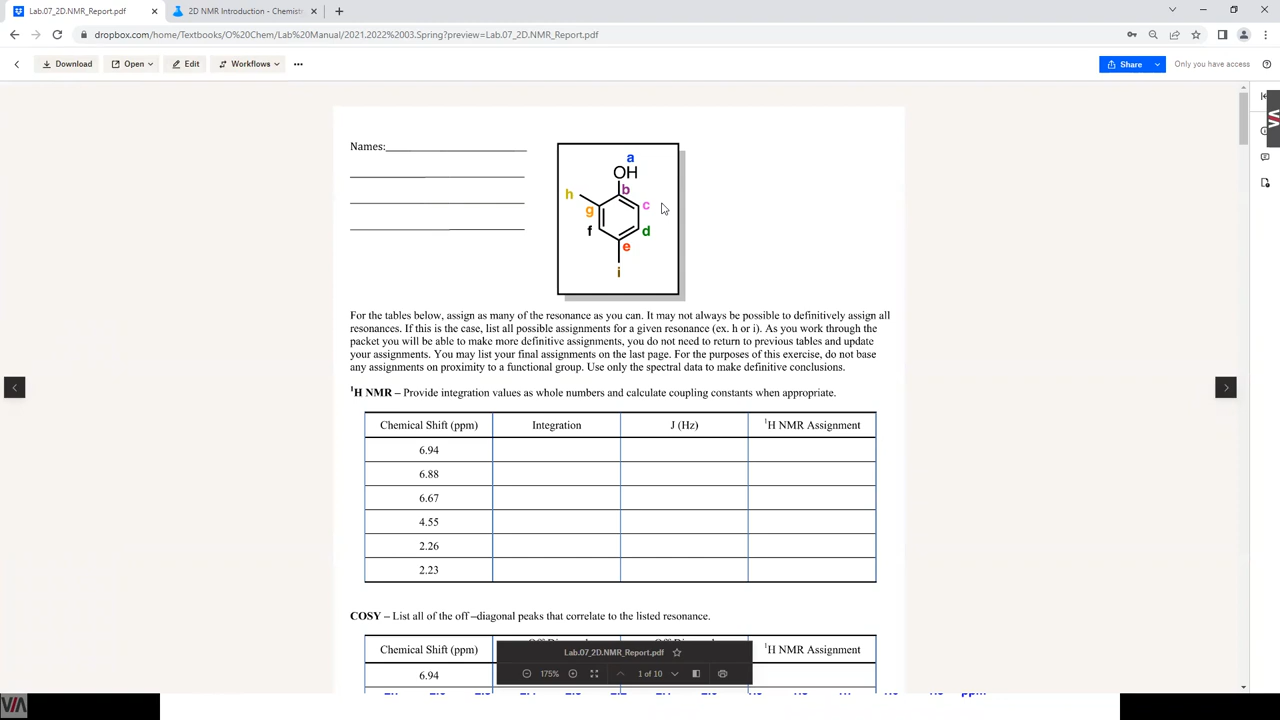 Lab.07_2D.NMR_Report.pdf
2D NMR Introduction - Chemist
dropbox.com/home/Textbooks/O%20Chem/Lab%20Manual/2021.2022%2003.Spring?preview=Lab.07_2D.NMR_Report.pdf
Download Open Edit Workflows Share Only you have access
Names:
a
OH
b
h
c
g
f
d
e
i
For the tables below, assign as many of the resonance as you can. It may not always be possible to definitively assign all
resonances. If this is the case, list all possible assignments for a given resonance (ex. h or i). As you work through the
packet you will be able to make more definitive assignments, you do not need to return to previous tables and update
your assignments. You may list your final assignments on the last page. For the purposes of this exercise, do not base
any assignments on proximity to a functional group. Use only the spectral data to make definitive conclusions.
¹H NMR – Provide integration values as whole numbers and calculate coupling constants when appropriate.
Chemical Shift (ppm) Integration J (Hz) ¹H NMR Assignment
6.94
6.88
6.67
4.55
2.26
2.23
COSY – List all of the off –diagonal peaks that correlate to the listed resonance.
Chemical Shift (ppm) ¹H NMR Assignment
6.94
Lab.07_2D.NMR_Report.pdf
175% 1 of 10
ppm
VIA